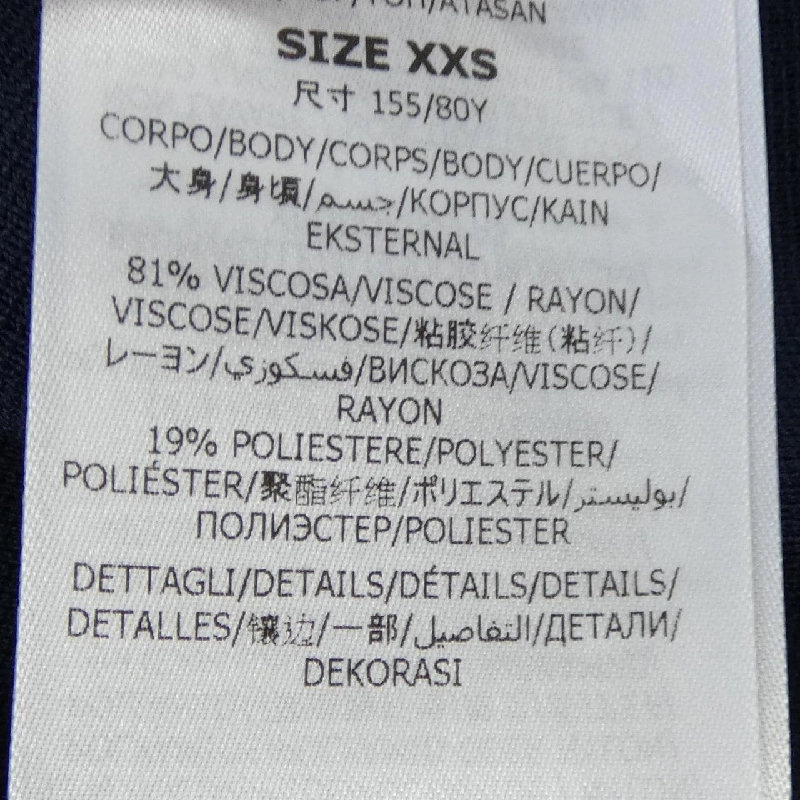 ATASAN
SIZE XXS
尺寸 155/80Y
CORPO/BODY/CORPS/BODY/CUERPO/
大身/身頃/جسم/КОРПУС/KAIN
EKSTERNAL
81% VISCOSA/VISCOSE / RAYON/
VISCOSE/VISKOSE/粘胶纤维(粘纤)/
レーヨン/فسكوزي/ВИСКОЗА/VISCOSE/
RAYON
19% POLIESTERE/POLYESTER/
POLIÉSTER/聚酯纤维/ポリエステル/بوليستر/
ПОЛИЭСТЕР/POLIESTER
DETTAGLI/DETAILS/DÉTAILS/DETAILS/
DETALLES/镶边/一部/التفاصيل/ДЕТАЛИ/
DEKORASI